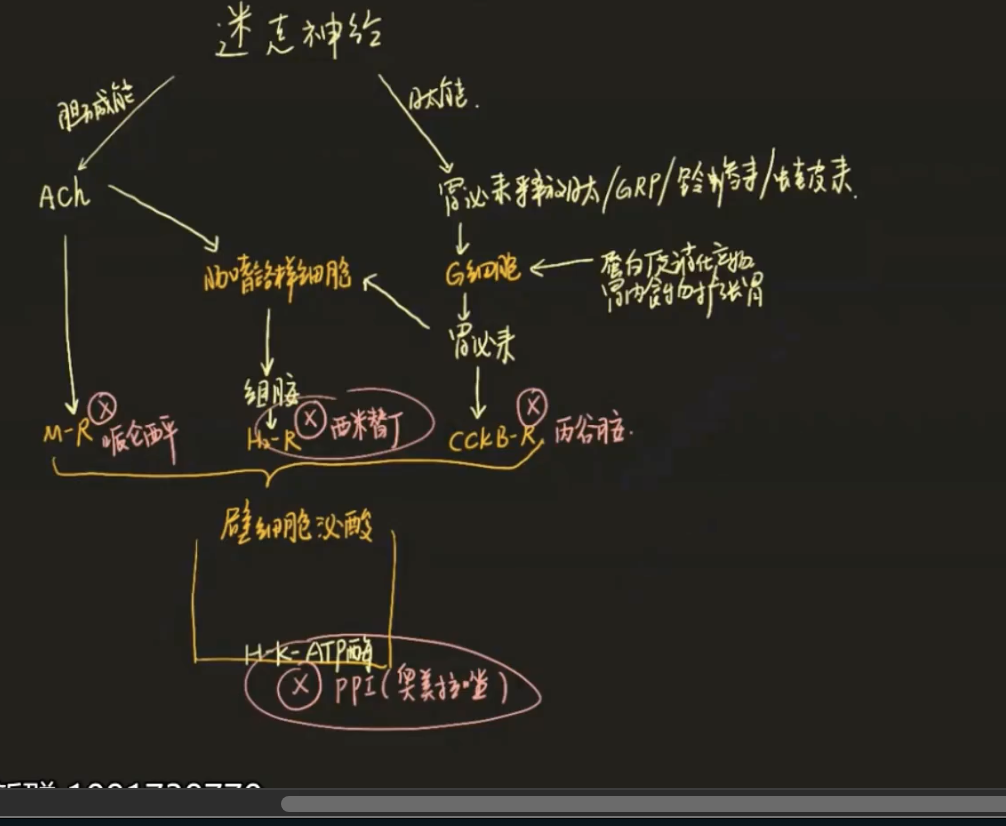 迷走神经
胆碱能
肽能.
ACh
胃泌素释放肽/GRP/铃蟾素/蛙皮素.
肠嗜铬样细胞
G细胞
蛋白质消化产物
胃内食物扩张胃
胃泌素
组胺
M-R ⓧ 哌仑西平
H₂-R ⓧ 西米替丁
CCKB-R ⓧ 丙谷胺.
壁细胞泌酸
H-K-ATP酶
ⓧ PPI(奥美拉唑)